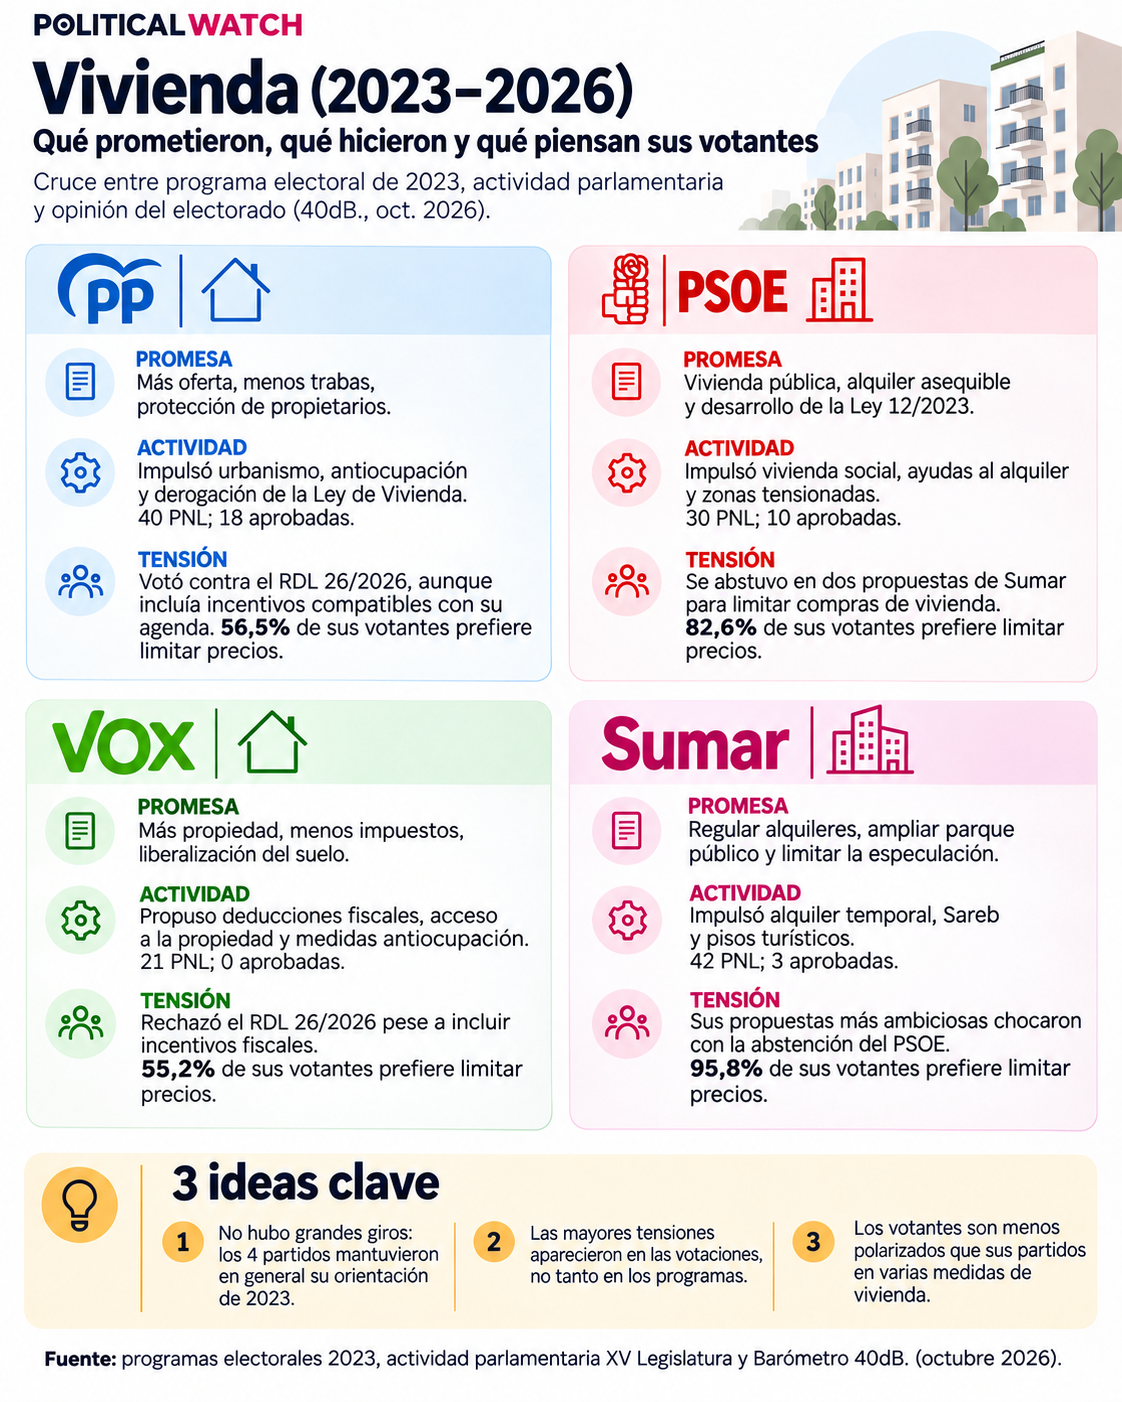 POLITICAL WATCH
Vivienda (2023–2026)
Qué prometieron, qué hicieron y qué piensan sus votantes
Cruce entre programa electoral de 2023, actividad parlamentaria
y opinión del electorado (40dB., oct. 2026).
PP
PROMESA
Más oferta, menos trabas,
protección de propietarios.
ACTIVIDAD
Impulsó urbanismo, antiocupación
y derogación de la Ley de Vivienda.
40 PNL; 18 aprobadas.
TENSIÓN
Votó contra el RDL 26/2026, aunque
incluía incentivos compatibles con su
agenda. 56,5% de sus votantes prefiere
limitar precios.
PSOE
PROMESA
Vivienda pública, alquiler asequible
y desarrollo de la Ley 12/2023.
ACTIVIDAD
Impulsó vivienda social, ayudas al alquiler
y zonas tensionadas.
30 PNL; 10 aprobadas.
TENSIÓN
Se abstuvo en dos propuestas de Sumar
para limitar compras de vivienda.
82,6% de sus votantes prefiere limitar
precios.
VOX
PROMESA
Más propiedad, menos impuestos,
liberalización del suelo.
ACTIVIDAD
Propuso deducciones fiscales, acceso
a la propiedad y medidas antiocupación.
21 PNL; 0 aprobadas.
TENSIÓN
Rechazó el RDL 26/2026 pese a incluir
incentivos fiscales.
55,2% de sus votantes prefiere limitar
precios.
Sumar
PROMESA
Regular alquileres, ampliar parque
público y limitar la especulación.
ACTIVIDAD
Impulsó alquiler temporal, Sareb
y pisos turísticos.
42 PNL; 3 aprobadas.
TENSIÓN
Sus propuestas más ambiciosas chocaron
con la abstención del PSOE.
95,8% de sus votantes prefiere limitar
precios.
3 ideas clave
1
No hubo grandes giros:
los 4 partidos mantuvieron
en general su orientación
de 2023.
2
Las mayores tensiones
aparecieron en las votaciones,
no tanto en los programas.
3
Los votantes son menos
polarizados que sus partidos
en varias medidas de
vivienda.
Fuente: programas electorales 2023, actividad parlamentaria XV Legislatura y Barómetro 40dB. (octubre 2026).